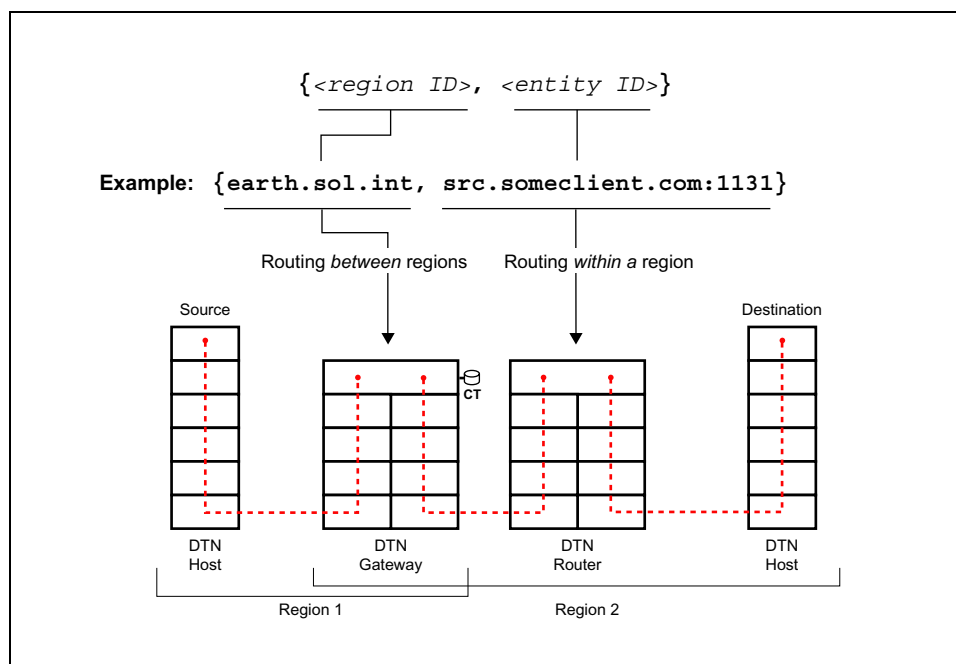 {<region ID>, <entity ID>}
Example: {earth.sol.int, src.someclient.com:1131}
Routing between regions
Routing within a region
Source
Destination
CT
DTN
Host
DTN
Gateway
DTN
Router
DTN
Host
Region 1
Region 2